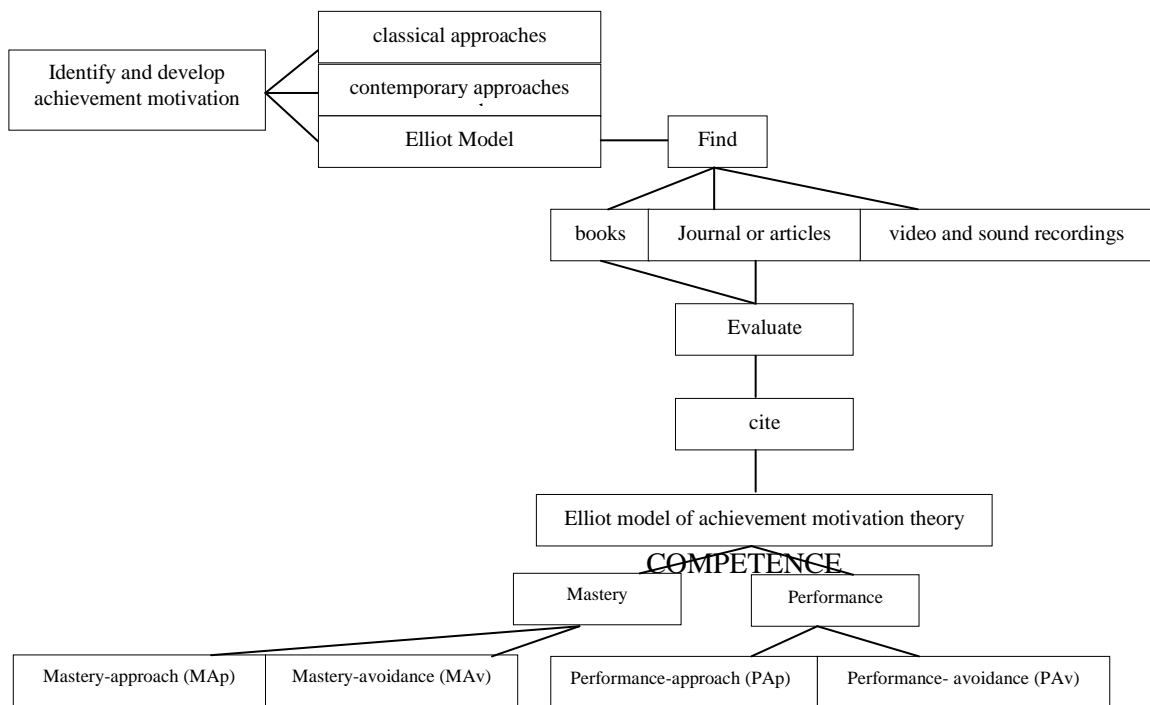 classical approaches
Identify and develop
achievement motivation
contemporary approaches
Elliot Model
Find
books
Journal or articles
video and sound recordings
Evaluate
cite
Elliot model of achievement motivation theory
COMPETENCE
Mastery
Performance
Mastery-approach (MAp)
Mastery-avoidance (MAv)
Performance-approach (PAp)
Performance- avoidance (PAv)